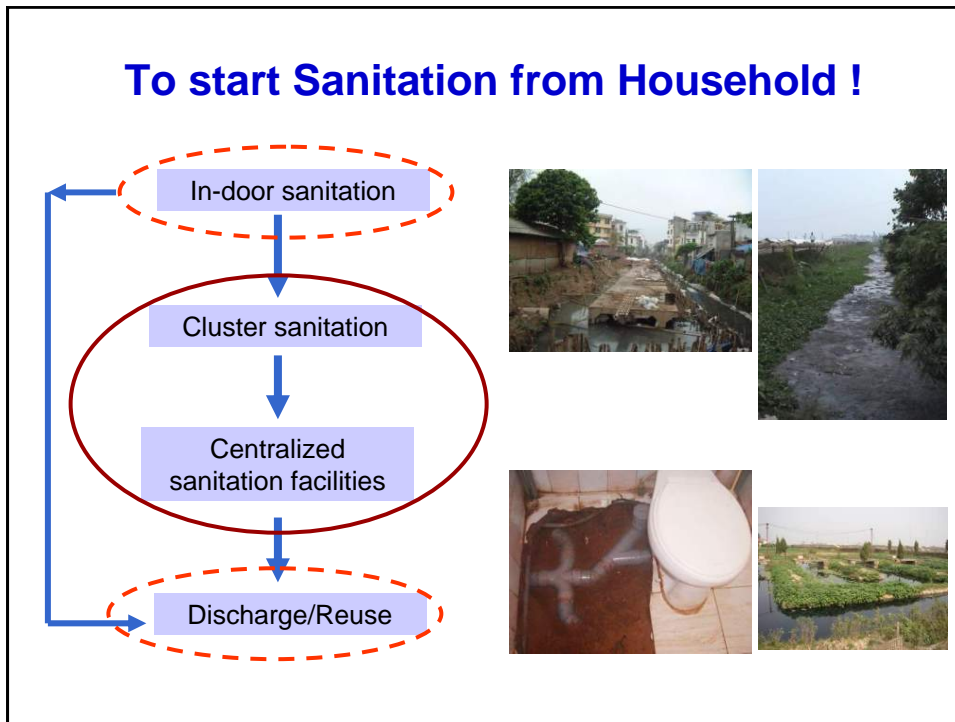 To start Sanitation from Household !
In-door sanitation
Cluster sanitation
Centralized
sanitation facilities
Discharge/Reuse